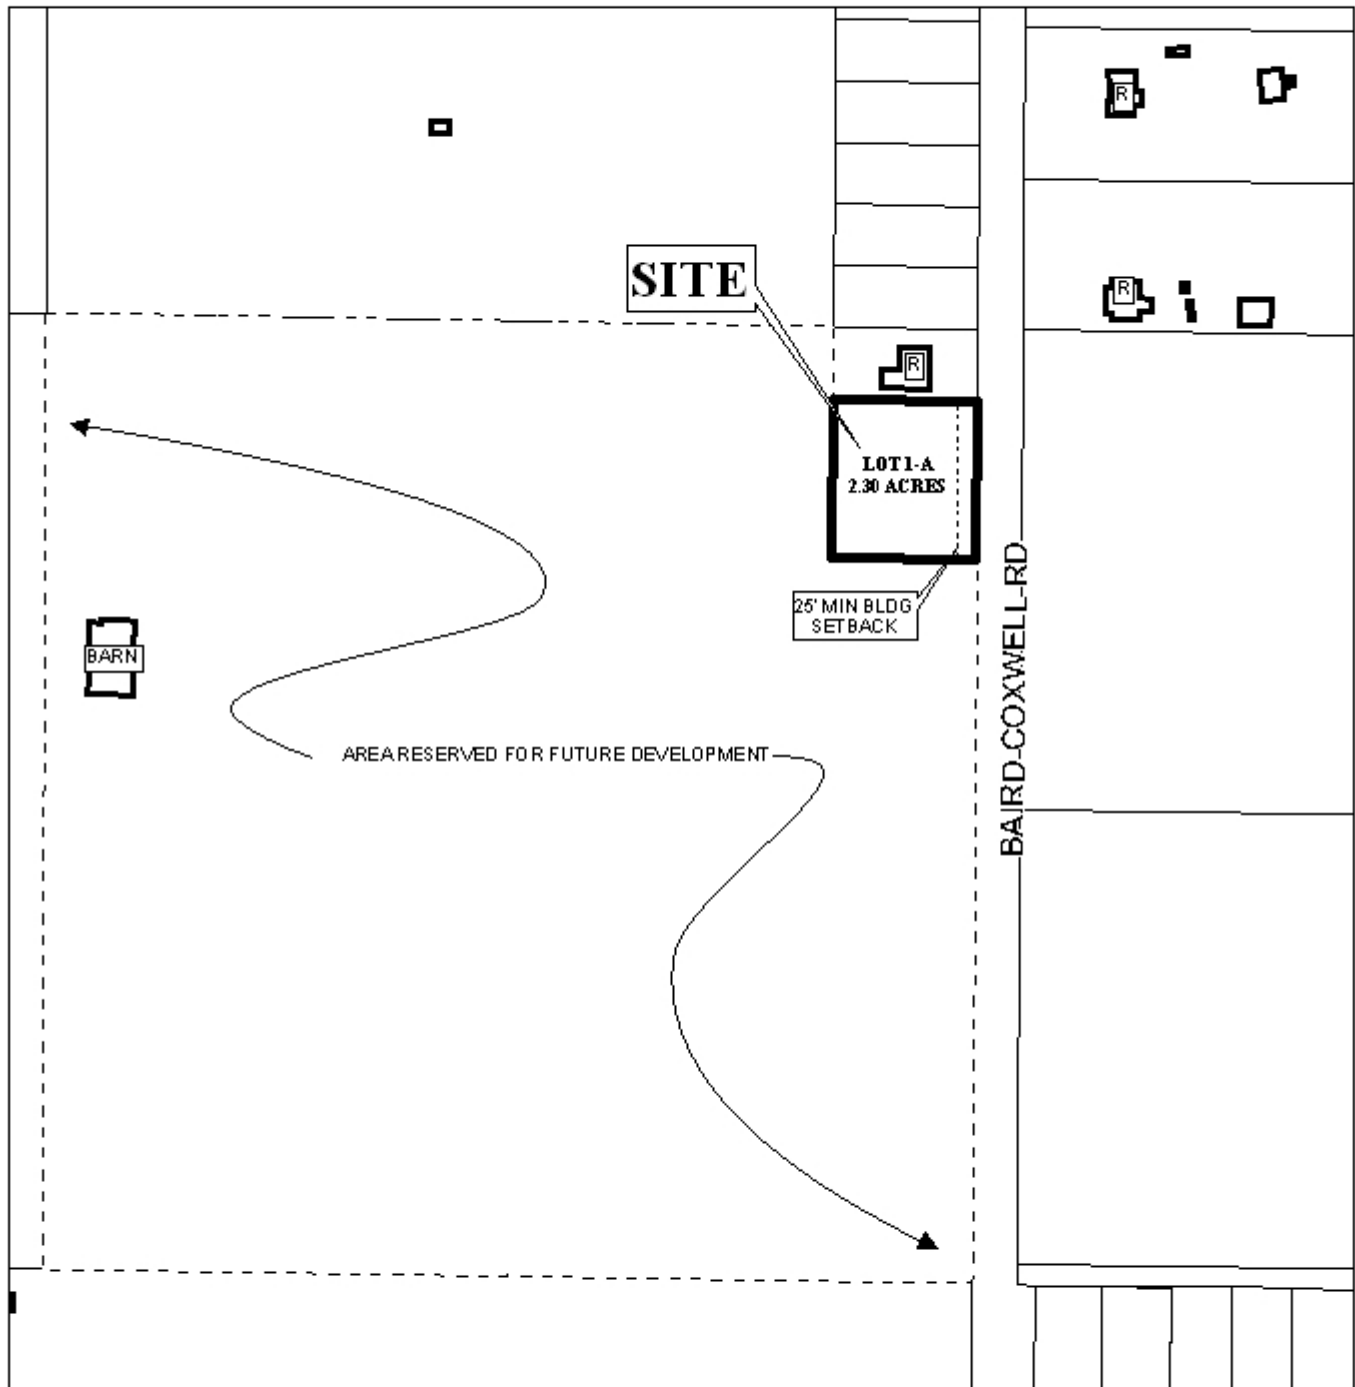 R
R
SITE
R
LOT 1-A
2.30 ACRES
25' MIN BLDG
SETBACK
BARN
BAIRD-COXWELL-RD
AREA RESERVED FOR FUTURE DEVELOPMENT